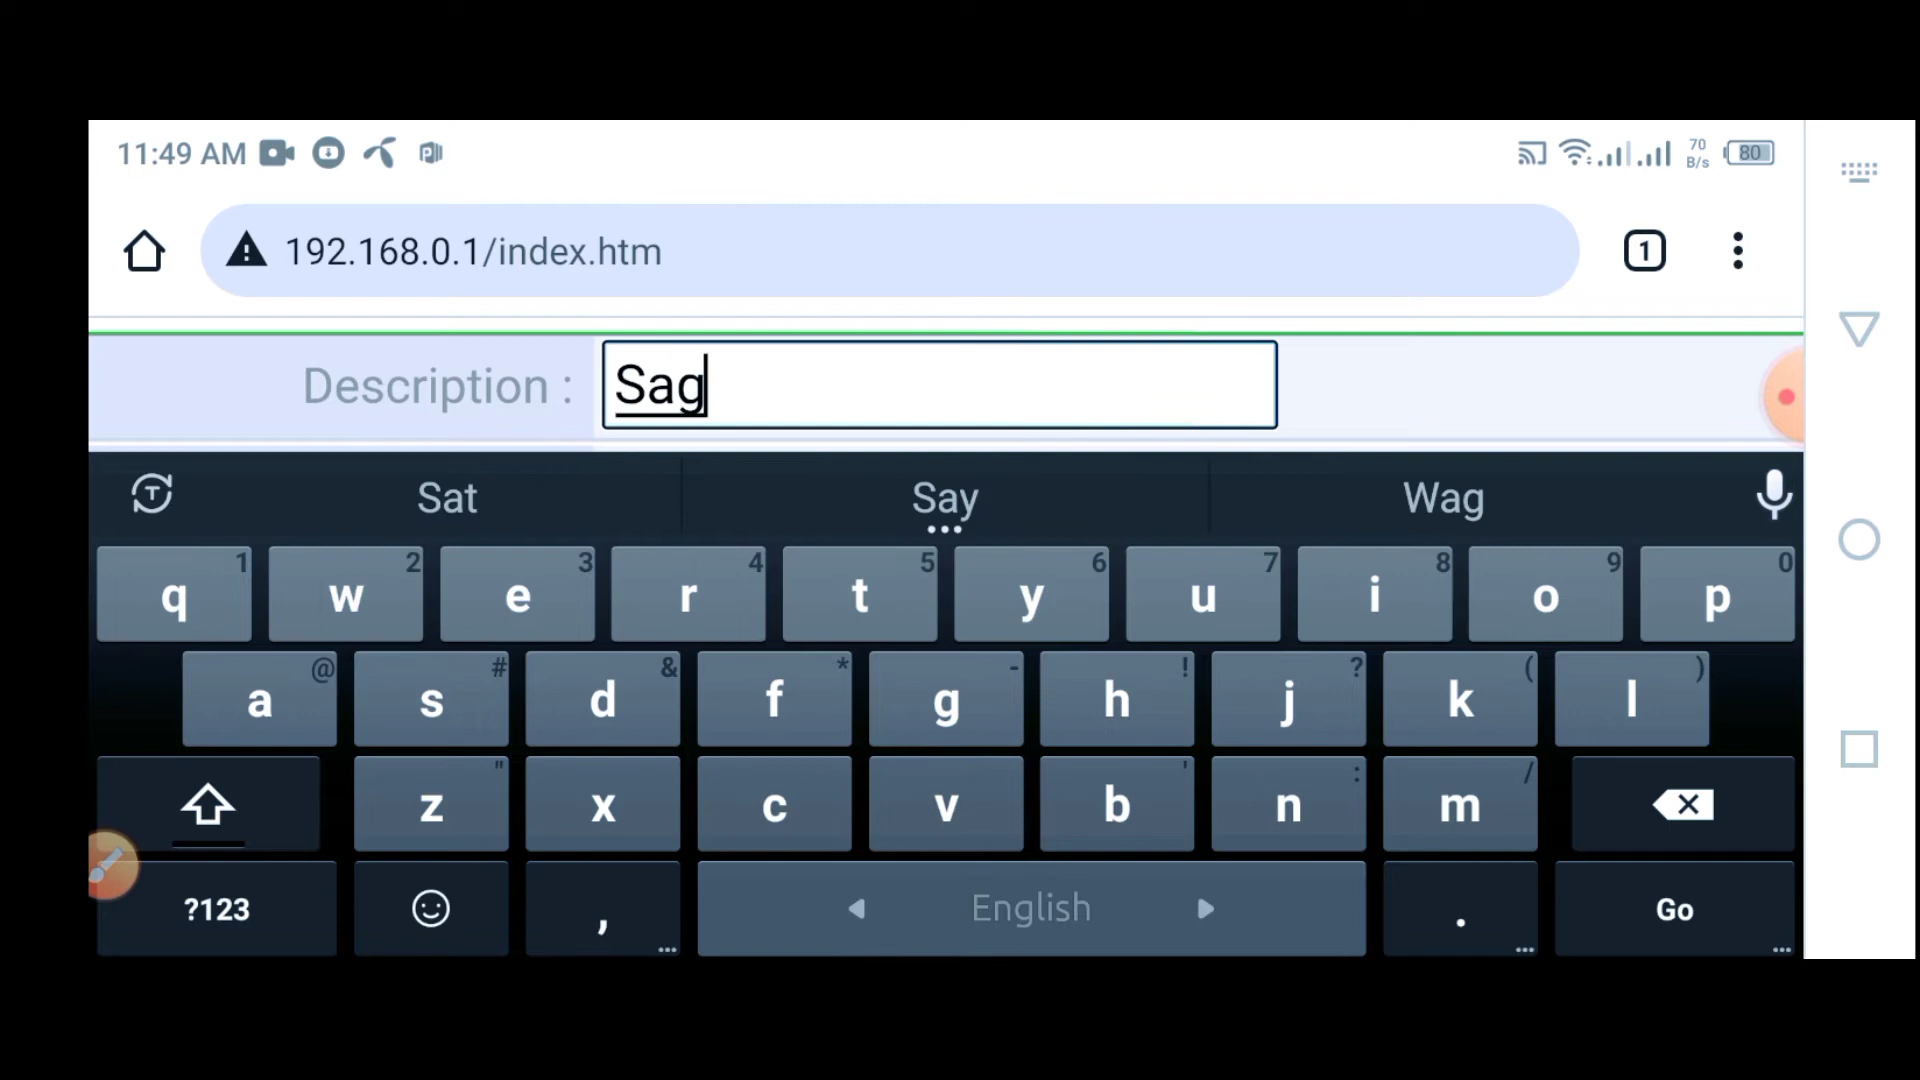 11:49 AM
70
B/s
80
192.168.0.1/index.htm
1
Description :
Sag
T
Sat
Say
Wag
q 1 w 2 e 3 r 4 t 5 y 6 u 7 i 8 o 9 p 0
a @ s # d & f * g - h ! j ? k ( l )
z " x c v b ' n : m /
?123 , English . Go